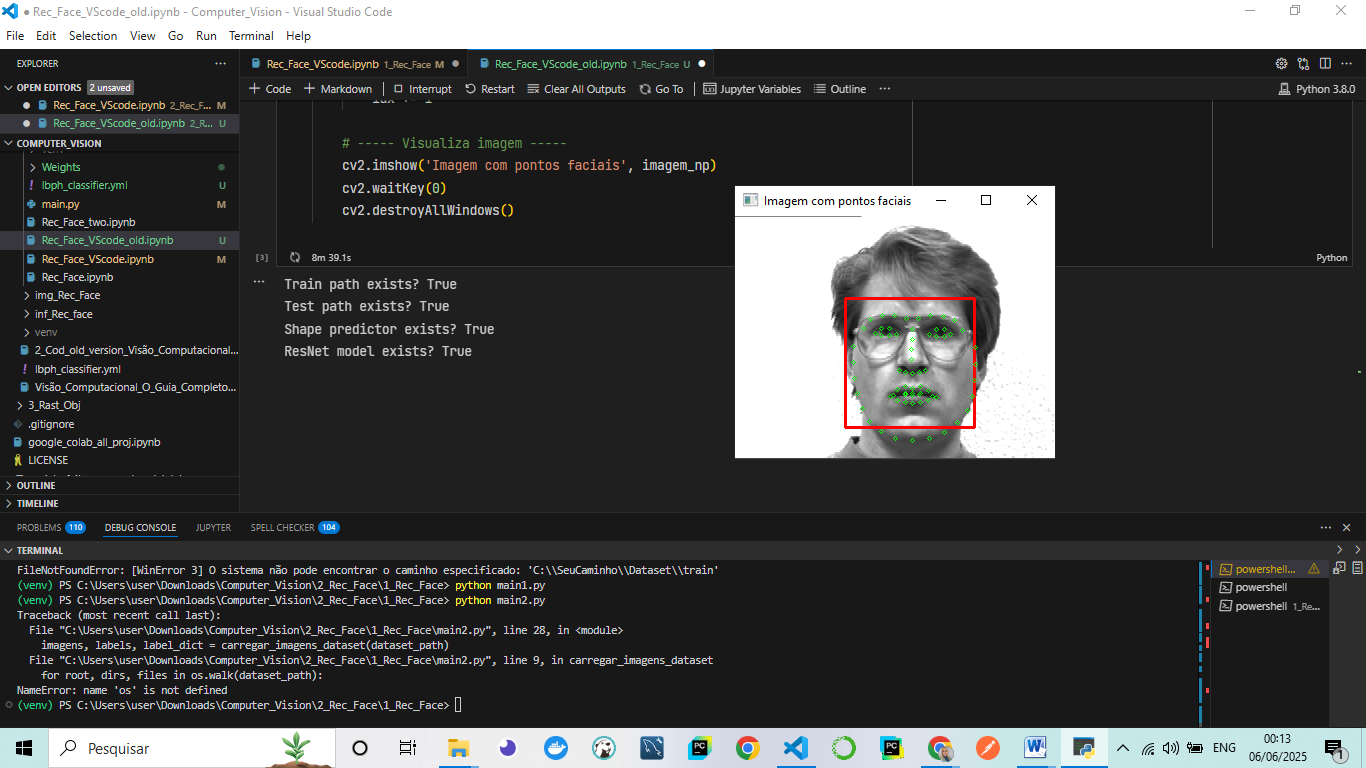 ● Rec_Face_VScode_old.ipynb - Computer_Vision - Visual Studio Code
File Edit Selection View Go Run Terminal Help
EXPLORER
Rec_Face_VScode.ipynb 1_Rec_Face M ●
Rec_Face_VScode_old.ipynb 1_Rec_Face U ●
OPEN EDITORS 2 unsaved
Rec_Face_VScode.ipynb 2_Rec_F... M
Rec_Face_VScode_old.ipynb 2_R... U
COMPUTER_VISION
Weights
lbph_classifier.yml U
main.py M
Rec_Face_two.ipynb
Rec_Face_VScode_old.ipynb U
Rec_Face_VScode.ipynb M
Rec_Face.ipynb
img_Rec_Face
inf_Rec_face
venv
2_Cod_old_version_Visão_Computacional...
lbph_classifier.yml
Visão_Computacional_O_Guia_Completo...
3_Rast_Obj
.gitignore
google_colab_all_proj.ipynb
LICENSE
OUTLINE
TIMELINE
+ Code + Markdown Interrupt Restart Clear All Outputs Go To Jupyter Variables Outline ... Python 3.8.0
# ----- Visualiza imagem -----
cv2.imshow('Imagem com pontos faciais', imagem_np)
cv2.waitKey(0)
cv2.destroyAllWindows()
[3] 8m 39.1s Python
Train path exists? True
Test path exists? True
Shape predictor exists? True
ResNet model exists? True
Imagem com pontos faciais
PROBLEMS 110 DEBUG CONSOLE JUPYTER SPELL CHECKER 104
TERMINAL
FileNotFoundError: [WinError 3] O sistema não pode encontrar o caminho especificado: 'C:\\SeuCaminho\\Dataset\\train'
(venv) PS C:\Users\user\Downloads\Computer_Vision\2_Rec_Face\1_Rec_Face> python main1.py
(venv) PS C:\Users\user\Downloads\Computer_Vision\2_Rec_Face\1_Rec_Face> python main2.py
Traceback (most recent call last):
File "C:\Users\user\Downloads\Computer_Vision\2_Rec_Face\1_Rec_Face\main2.py", line 28, in <module>
imagens, labels, label_dict = carregar_imagens_dataset(dataset_path)
File "C:\Users\user\Downloads\Computer_Vision\2_Rec_Face\1_Rec_Face\main2.py", line 9, in carregar_imagens_dataset
for root, dirs, files in os.walk(dataset_path):
NameError: name 'os' is not defined
(venv) PS C:\Users\user\Downloads\Computer_Vision\2_Rec_Face\1_Rec_Face>
powershell...
powershell
powershell 1_Re...
Pesquisar
ENG
00:13
06/06/2025
1